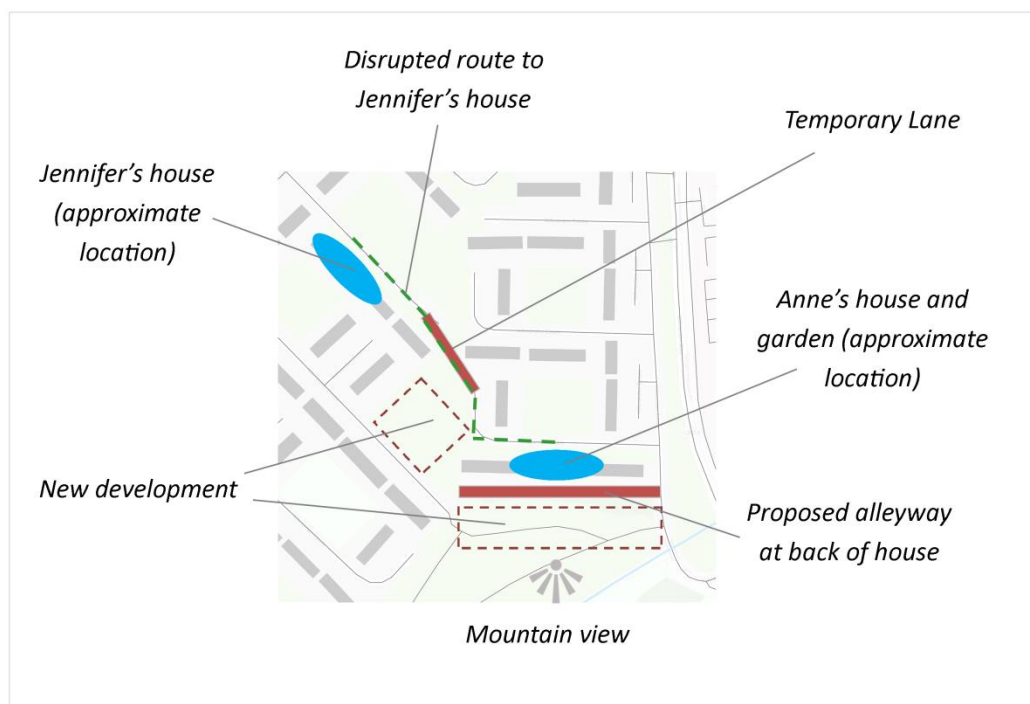 Disrupted route to
Jennifer’s house
Temporary Lane
Jennifer’s house
(approximate
location)
Anne’s house and
garden (approximate
location)
New development
Proposed alleyway
at back of house
Mountain view